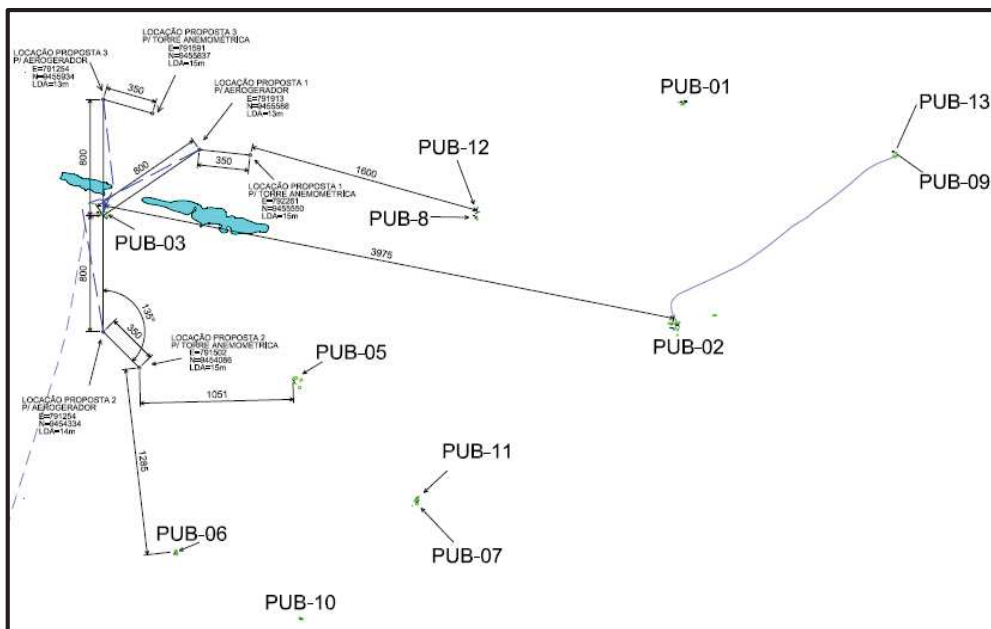 LOCAÇÃO PROPOSTA 3
P/ TORRE ANEMOMÉTRICA
E=791591
N=9455837
LDA=15m
LOCAÇÃO PROPOSTA 3
P/ AEROGERADOR
E=791254
N=9455934
LDA=13m
350
LOCAÇÃO PROPOSTA 1
P/ AEROGERADOR
E=791913
N=9455588
LDA=13m
PUB-01
PUB-13
800
800
350
1600
PUB-12
PUB-09
LOCAÇÃO PROPOSTA 1
P/ TORRE ANEMOMÉTRICA
E=792261
N=9455550
LDA=15m
PUB-8
PUB-03
3975
800
135°
350
LOCAÇÃO PROPOSTA 2
P/ TORRE ANEMOMÉTRICA
E=791502
N=9454086
LDA=15m
PUB-02
PUB-05
1051
LOCAÇÃO PROPOSTA 2
P/ AEROGERADOR
E=791254
N=9454334
LDA=14m
1285
PUB-11
PUB-06
PUB-07
PUB-10